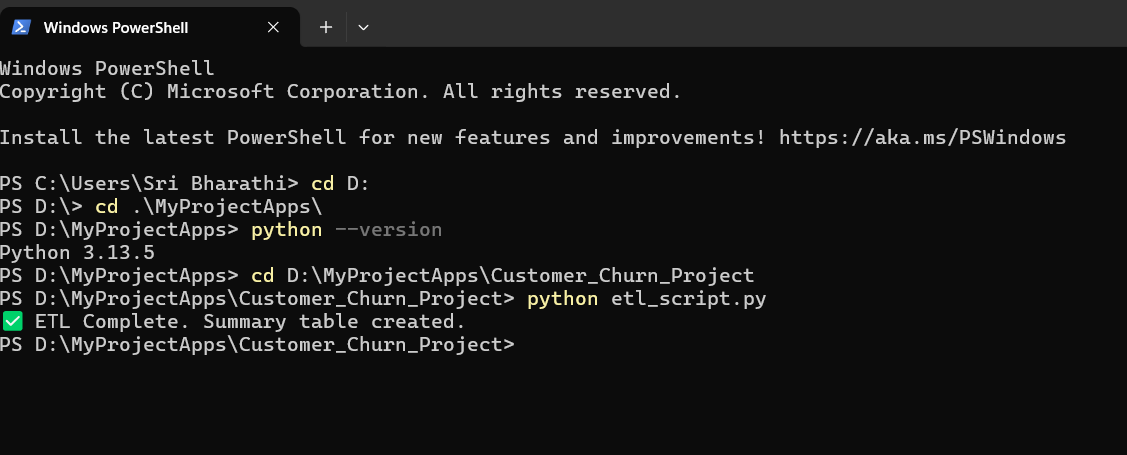 Windows PowerShell
Windows PowerShell
Copyright (C) Microsoft Corporation. All rights reserved.
Install the latest PowerShell for new features and improvements! https://aka.ms/PSWindows
PS C:\Users\Sri Bharathi> cd D:
PS D:\> cd .\MyProjectApps\
PS D:\MyProjectApps> python --version
Python 3.13.5
PS D:\MyProjectApps> cd D:\MyProjectApps\Customer_Churn_Project
PS D:\MyProjectApps\Customer_Churn_Project> python etl_script.py
✅ ETL Complete. Summary table created.
PS D:\MyProjectApps\Customer_Churn_Project>